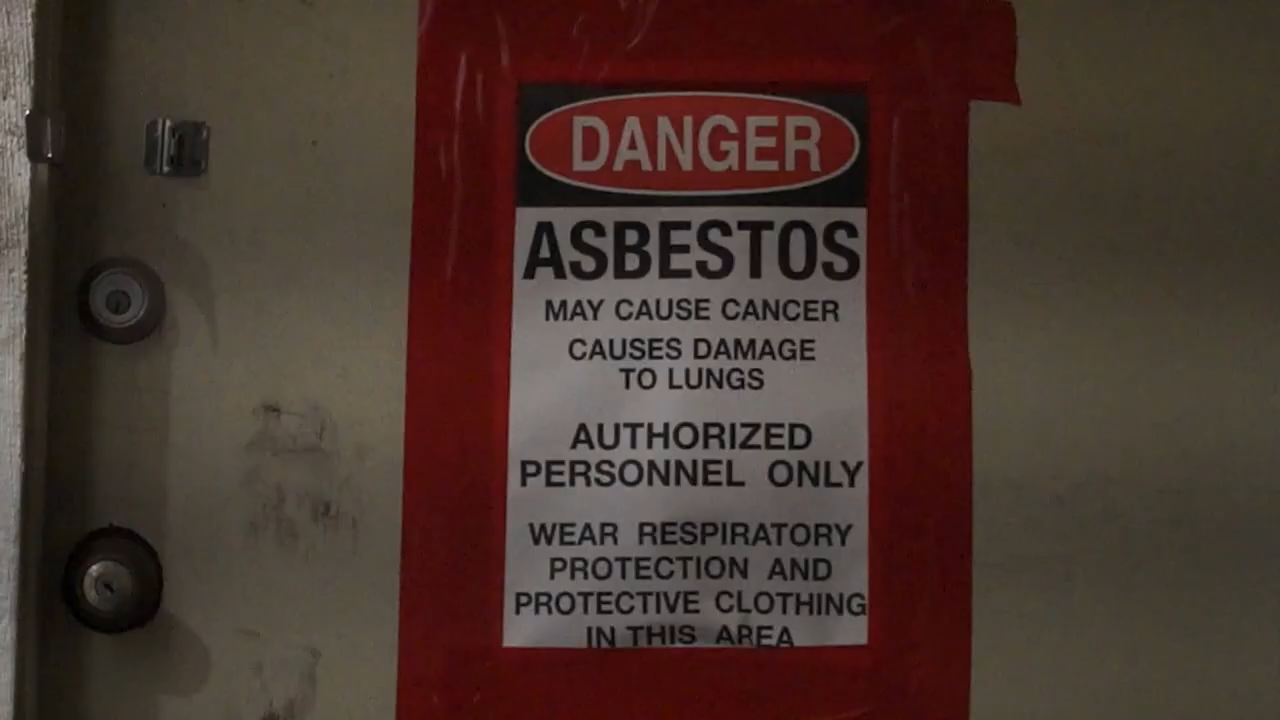 DANGER
ASBESTOS
MAY CAUSE CANCER
CAUSES DAMAGE
TO LUNGS
AUTHORIZED
PERSONNEL ONLY
WEAR RESPIRATORY
PROTECTION AND
PROTECTIVE CLOTHING
IN THIS AREA